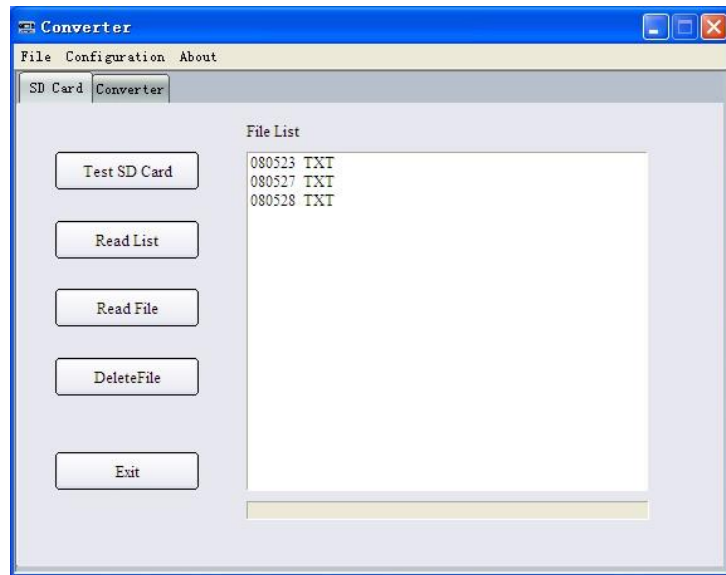 Converter
File Configuration About
SD Card Converter
File List
Test SD Card
Read List
Read File
DeleteFile
Exit
080523 TXT
080527 TXT
080528 TXT